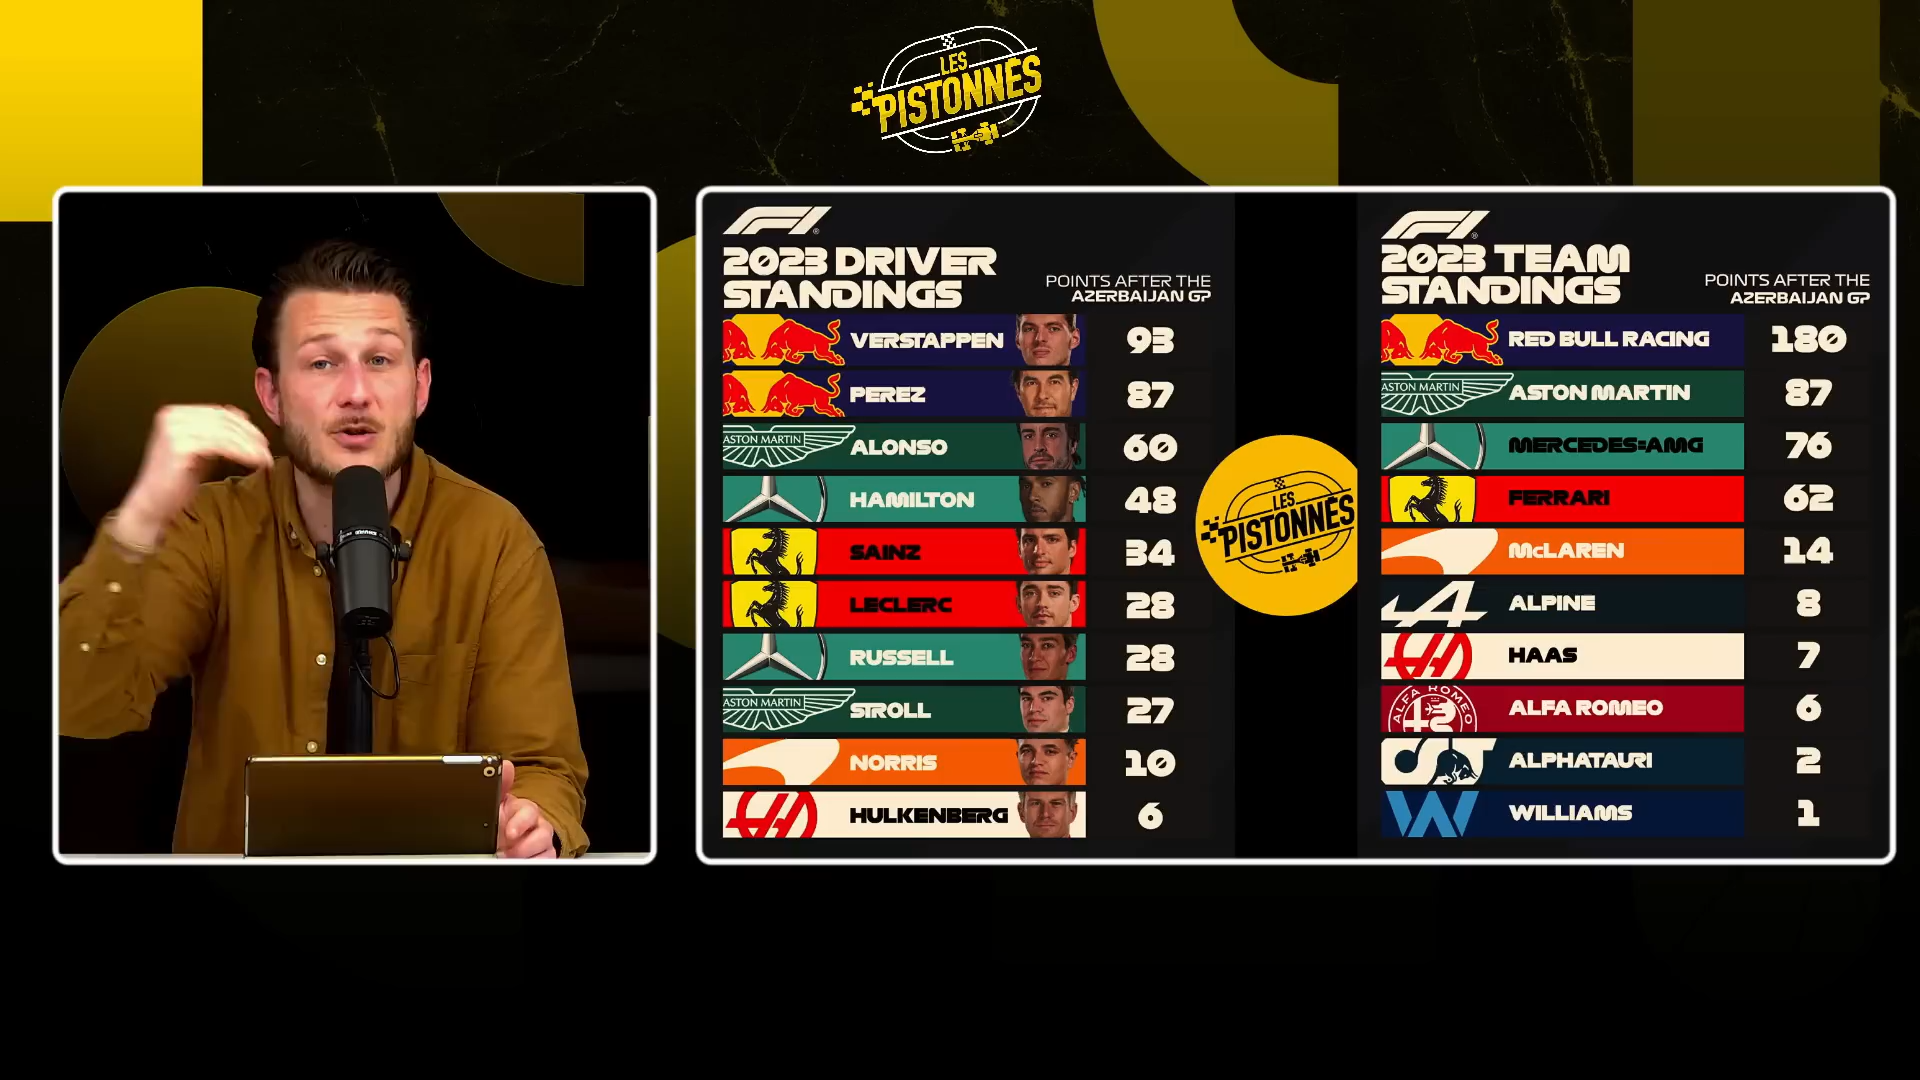 LES
PISTONNÉS
F1
2023 DRIVER
STANDINGS
POINTS AFTER THE
AZERBAIJAN GP
VERSTAPPEN 93
PEREZ 87
ASTON MARTIN ALONSO 60
HAMILTON 48
SAINZ 34
LECLERC 28
RUSSELL 28
ASTON MARTIN STROLL 27
NORRIS 10
HULKENBERG 6
LES
PISTONNÉS
F1
2023 TEAM
STANDINGS
POINTS AFTER THE
AZERBAIJAN GP
RED BULL RACING 180
ASTON MARTIN ASTON MARTIN 87
MERCEDES-AMG 76
FERRARI 62
McLAREN 14
ALPINE 8
HAAS 7
ALFA ROMEO ALFA ROMEO 6
ALPHATAURI 2
W WILLIAMS 1